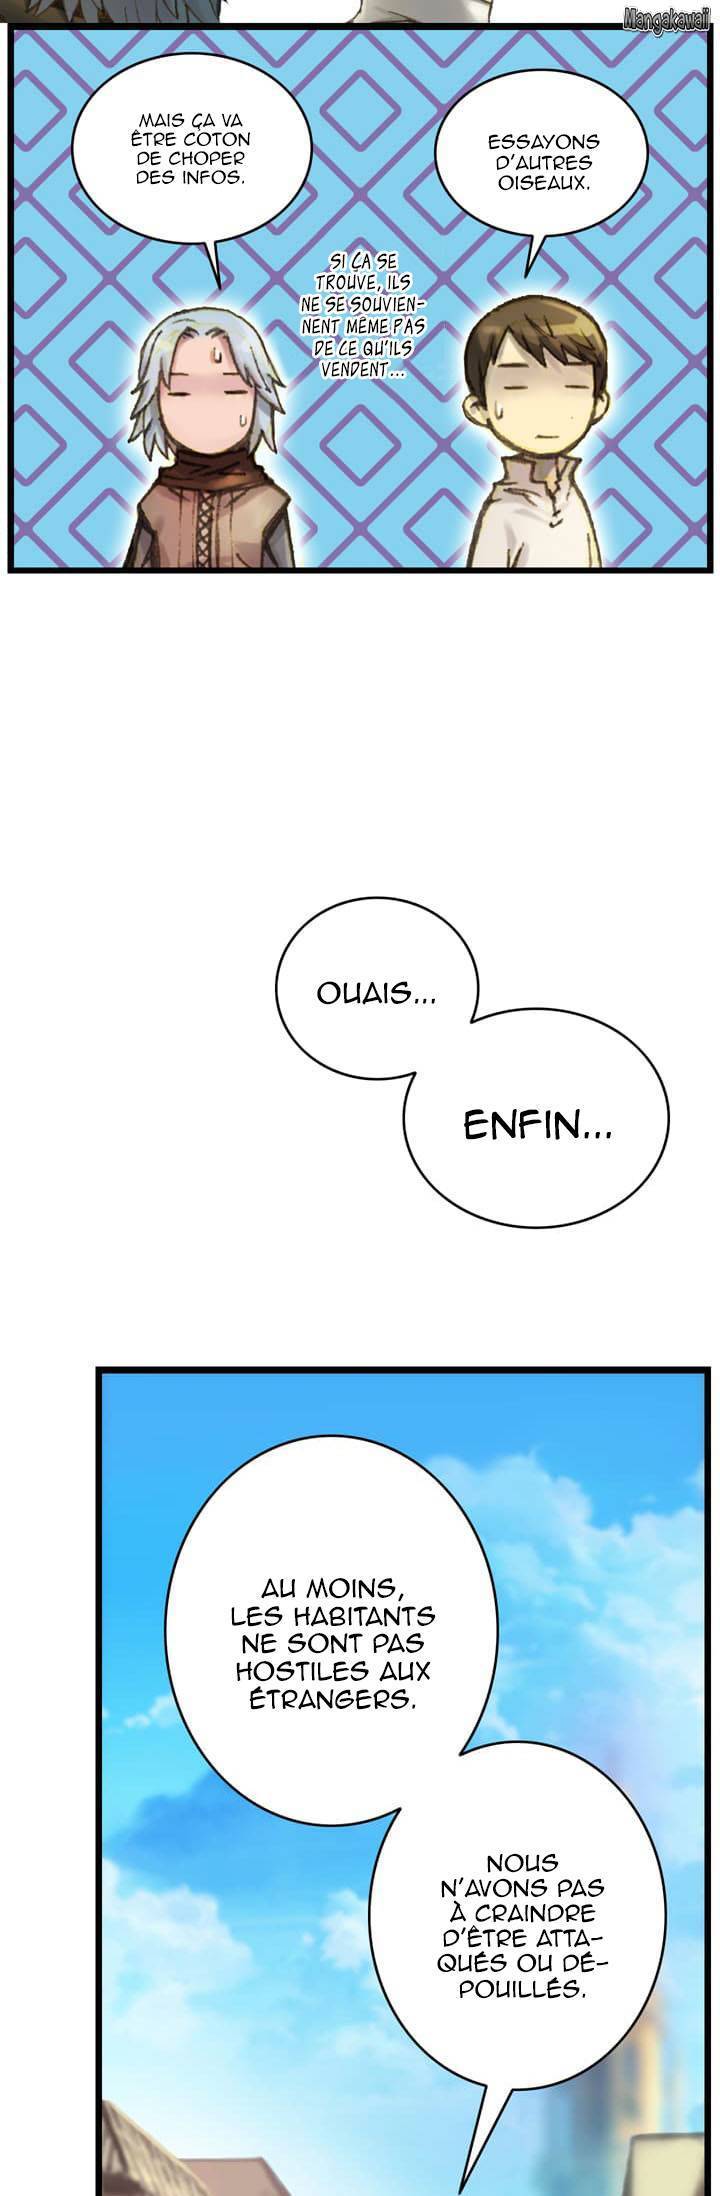 Mangakawaii
MAIS ÇA VA
ÊTRE COTON
DE CHOPER
DES INFOS.
ESSAYONS
D'AUTRES
OISEAUX.
SI ÇA SE
TROUVE, ILS
NE SE SOUVIEN-
NENT MÊME PAS
DE CE QU'ILS
VENDENT...
OUAIS...
ENFIN...
AU MOINS,
LES HABITANTS
NE SONT PAS
HOSTILES AUX
ÉTRANGERS.
NOUS
N'AVONS PAS
À CRAINDRE
D'ÊTRE ATTA-
QUÉS OU DÉ-
POUILLÉS.